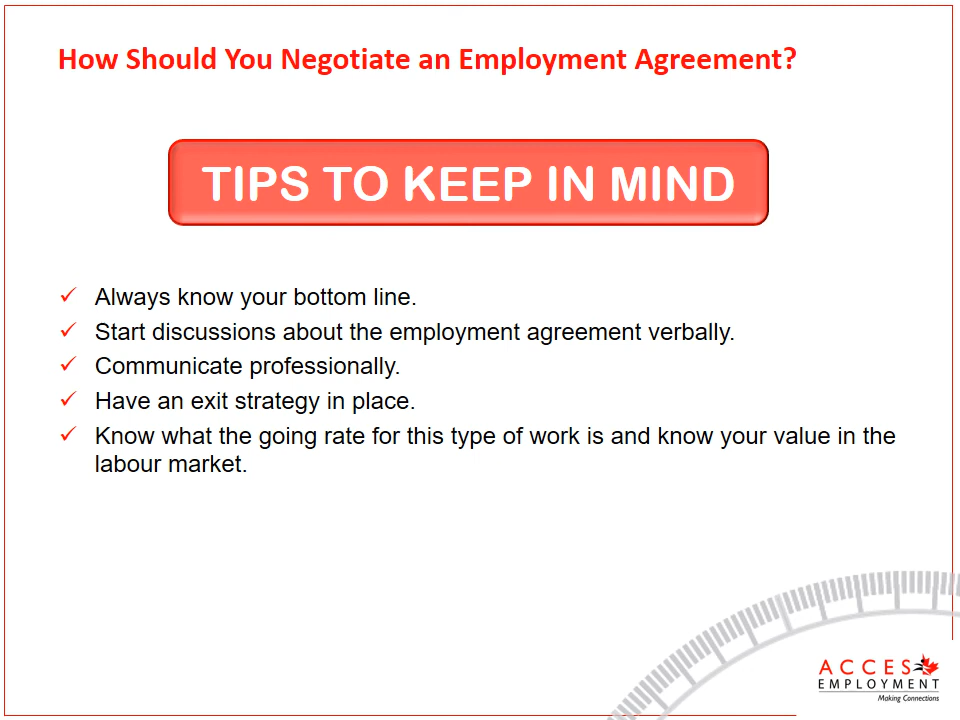 How Should You Negotiate an Employment Agreement?
TIPS TO KEEP IN MIND
✓ Always know your bottom line.
✓ Start discussions about the employment agreement verbally.
✓ Communicate professionally.
✓ Have an exit strategy in place.
✓ Know what the going rate for this type of work is and know your value in the
labour market.
ACCES
EMPLOYMENT
Making Connections